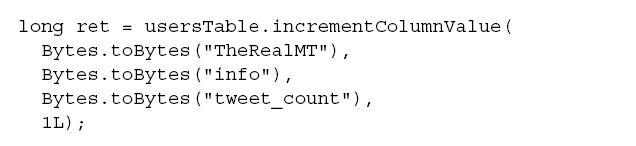 long ret = usersTable.incrementColumnValue(
  Bytes.toBytes("TheRealMT"),
  Bytes.toBytes("info"),
  Bytes.toBytes("tweet_count"),
  1L);